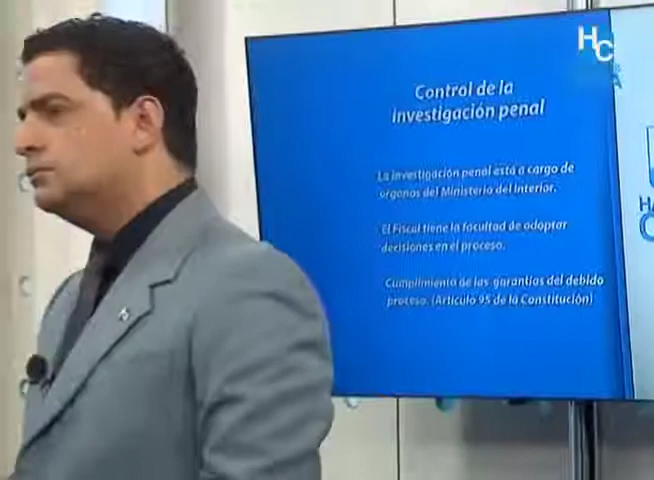 HC
Control de la
investigación penal
La investigación penal está a cargo de
órganos del Ministerio del Interior.
El Fiscal tiene la facultad de adoptar
decisiones en el proceso.
Cumplimiento de las garantías del debido
proceso. (Artículo 95 de la Constitución)
HA